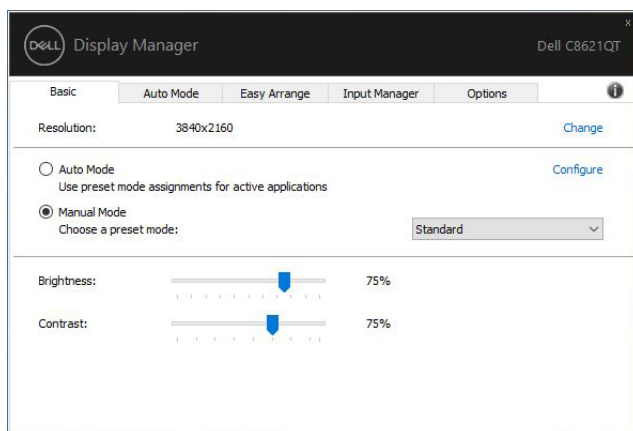 DELL Display Manager Dell C8621QT x
Basic Auto Mode Easy Arrange Input Manager Options i
Resolution: 3840x2160 Change
Auto Mode Configure
Use preset mode assignments for active applications
Manual Mode
Choose a preset mode: Standard
Brightness: 75%
Contrast: 75%